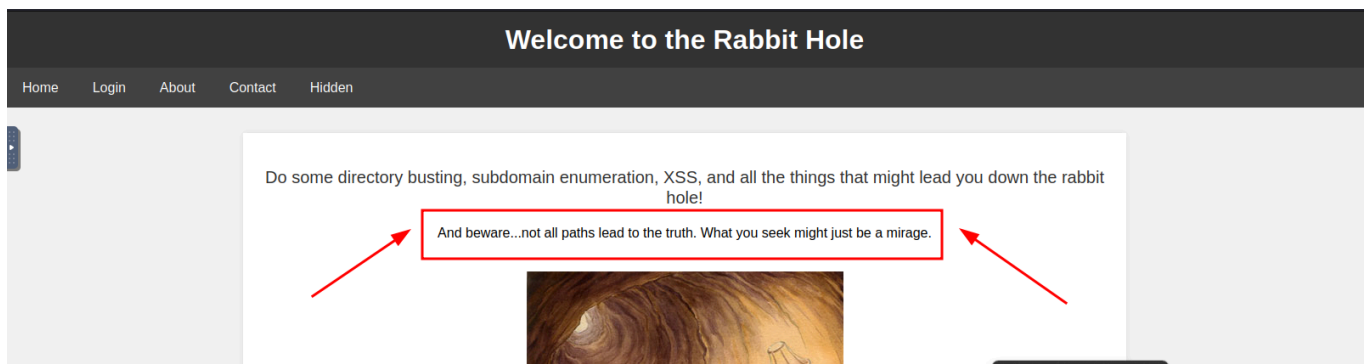 Welcome to the Rabbit Hole
Home Login About Contact Hidden
Do some directory busting, subdomain enumeration, XSS, and all the things that might lead you down the rabbit
hole!
And beware...not all paths lead to the truth. What you seek might just be a mirage.